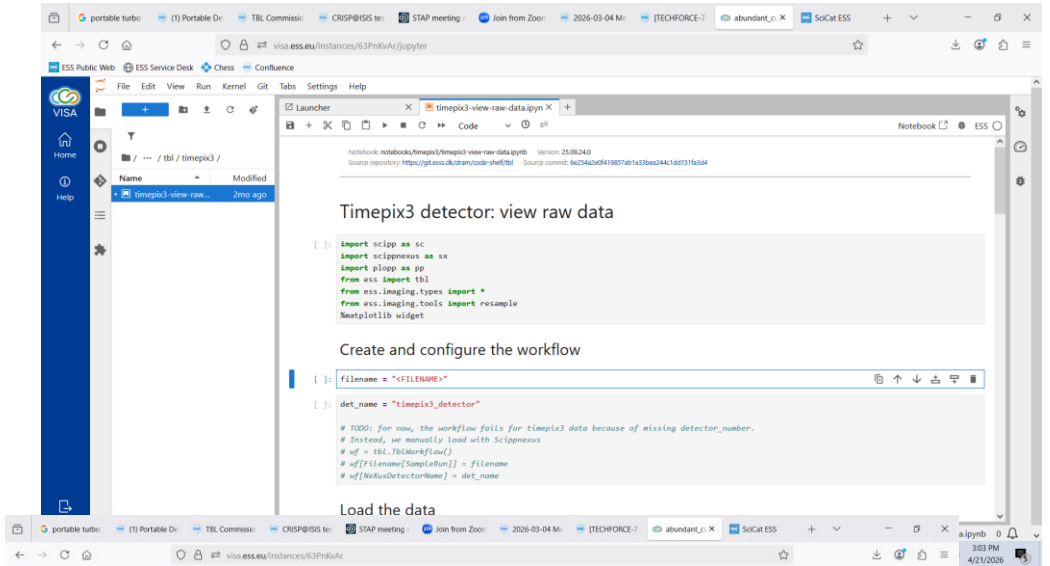 portable turbo
(1) Portable De
TBL Commissio
CRISP@ISIS tes
STAP meeting /
Join from Zoom
2026-03-04 Me
[TECHFORCE-7
abundant_cu
SciCat ESS
visa.ess.eu/instances/63PnKvAr/jupyter
ESS Public Web
ESS Service Desk
Chess
Confluence
File Edit View Run Kernel Git Tabs Settings Help
VISA
Launcher
timepix3-view-raw-data.ipyn
Code
git
Notebook
ESS
Home
/ ··· / tbl / timepix3 /
Notebook: notebooks/timepix3/timepix3-view-raw-data.ipynb Version: 25.09.24.0
Source repository: https://git.esss.dk/dram/code-shelf/tbl Source commit: 6e254a2e0f419857ab1a33bea244c1dd151fa3d4
Name Modified
Help
timepix3-view-raw... 2mo ago
Timepix3 detector: view raw data
[ ]: import scipp as sc
import scippnexus as sx
import plopp as pp
from ess import tbl
from ess.imaging.types import *
from ess.imaging.tools import resample
%matplotlib widget
Create and configure the workflow
[ ]: filename = "<FILENAME>"
[ ]: det_name = "timepix3_detector"
# TODO: for now, the workflow fails for timepix3 data because of missing detector_number.
# Instead, we manually load with Scippnexus
# wf = tbl.TblWorkflow()
# wf[Filename[SampleRun]] = filename
# wf[NeXusDetectorName] = det_name
Load the data
portable turbo
(1) Portable De
TBL Commissio
CRISP@ISIS tes
STAP meeting /
Join from Zoom
2026-03-04 Me
[TECHFORCE-7
abundant_cu
SciCat ESS
a.ipynb 0
visa.ess.eu/instances/63PnKvAr
3:03 PM
4/21/2026